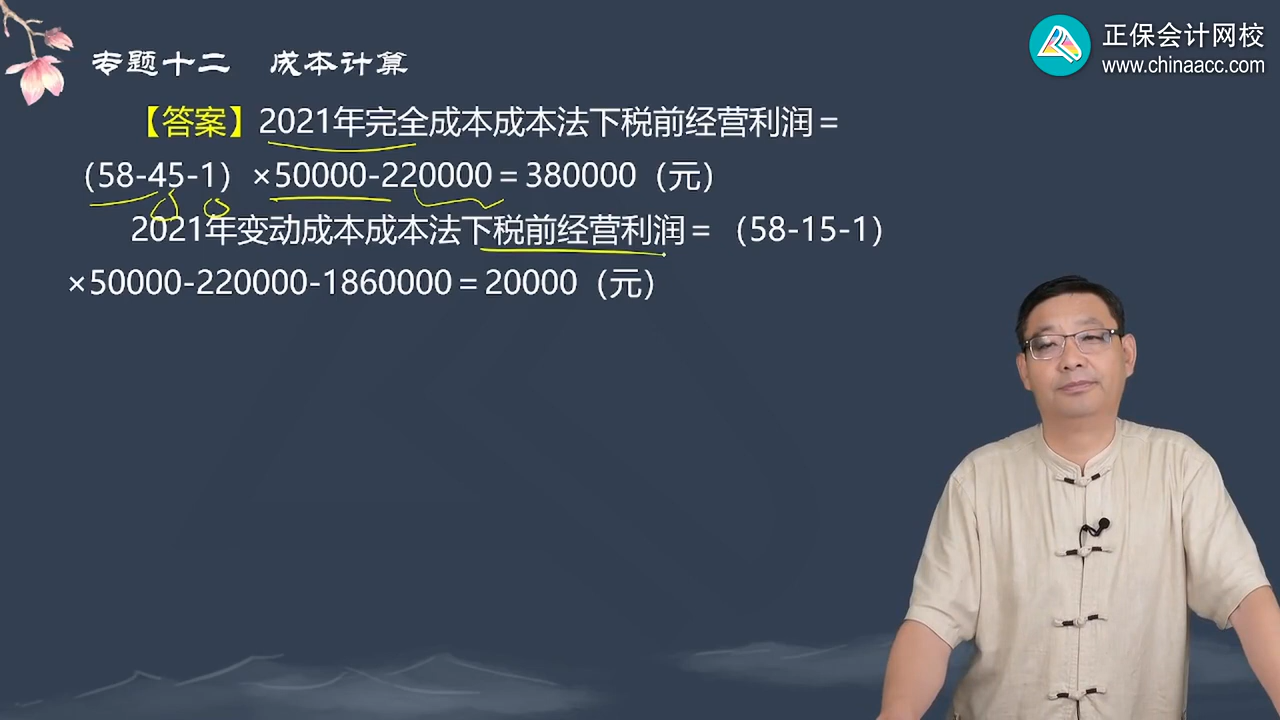 专题十二 成本计算
正保会计网校
www.chinaacc.com
【答案】2021年完全成本成本法下税前经营利润＝
（58-45-1）×50000-220000＝380000（元）
2021年变动成本成本法下税前经营利润＝（58-15-1）
×50000-220000-1860000＝20000（元）